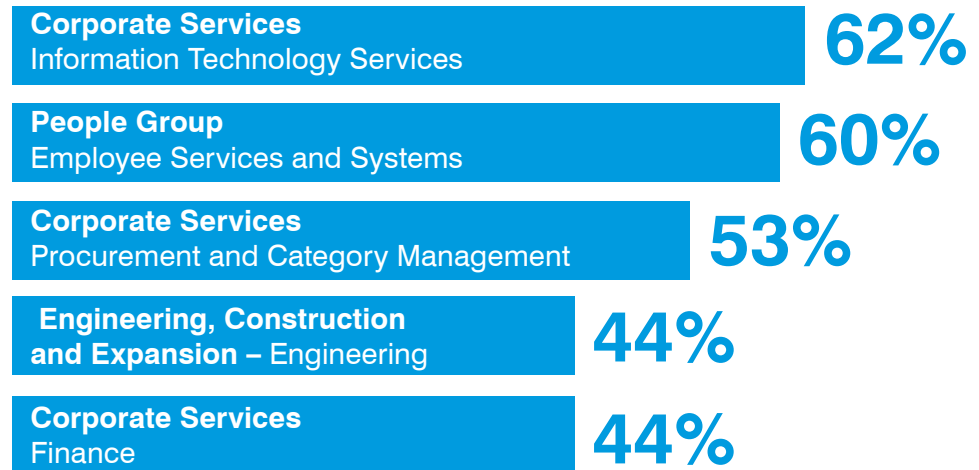 Corporate Services
Information Technology Services
62%
People Group
Employee Services and Systems
60%
Corporate Services
Procurement and Category Management
53%
Engineering, Construction
and Expansion – Engineering
44%
Corporate Services
Finance
44%